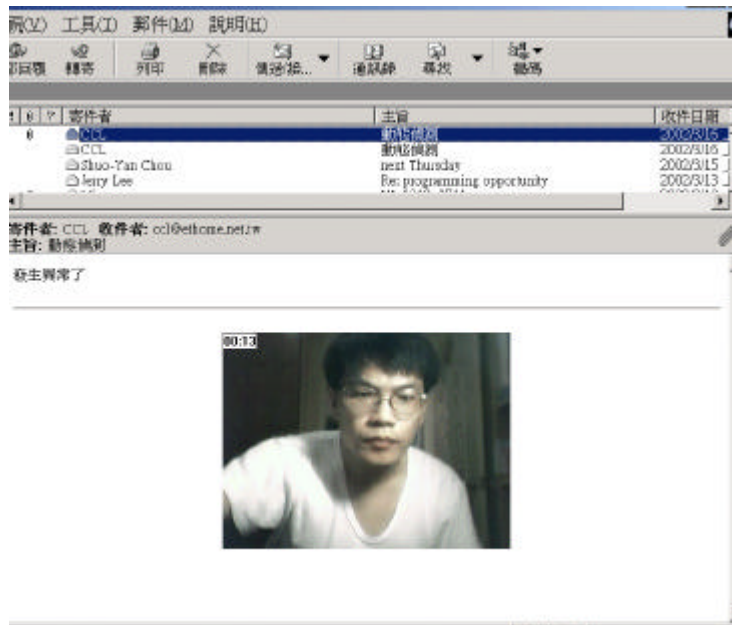 視(V) 工具(T) 郵件(M) 說明(H)
部回覆 轉寄 列印 刪除 傳送/接... 通訊錄 尋找 編碼
! 寄件者 主旨 收件日期
CCL 動態偵測 2002/3/16
CCL 動態偵測 2002/3/16
Shuo-Yan Chou next Thursday 2002/3/15
Jerry Lee Re: programming opportunity 2002/3/13
寄件者: CCL 收件者: ccl@ethome.net.tw
主旨: 動態偵測
發生異常了
00:13